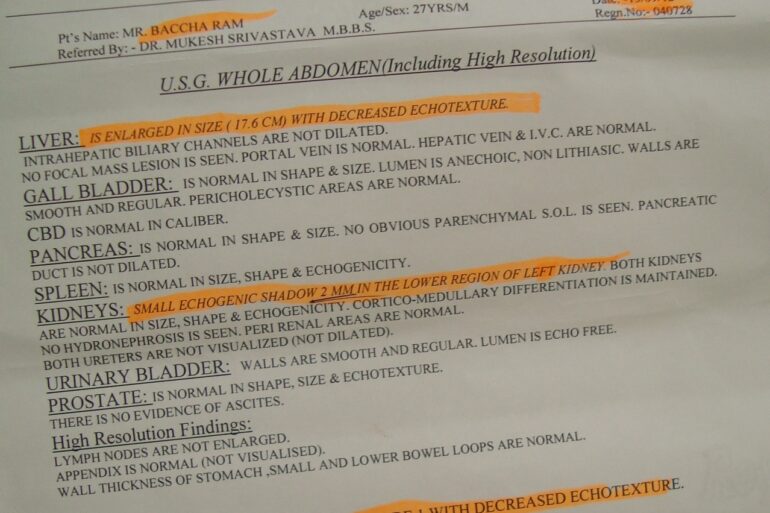 Pt's Name: MR. BACCHA RAM
Age/Sex: 27YRS/M
Regn.No:- 040728
Referred By: - DR. MUKESH SRIVASTAVA M.B.B.S.
U.S.G. WHOLE ABDOMEN(Including High Resolution)
LIVER: IS ENLARGED IN SIZE ( 17.6 CM) WITH DECREASED ECHOTEXTURE.
INTRAHEPATIC BILIARY CHANNELS ARE NOT DILATED.
NO FOCAL MASS LESION IS SEEN. PORTAL VEIN IS NORMAL. HEPATIC VEIN & I.V.C. ARE NORMAL.
GALL BLADDER: IS NORMAL IN SHAPE & SIZE. LUMEN IS ANECHOIC, NON LITHIASIC. WALLS ARE
SMOOTH AND REGULAR. PERICHOLECYSTIC AREAS ARE NORMAL.
CBD IS NORMAL IN CALIBER.
PANCREAS: IS NORMAL IN SHAPE & SIZE. NO OBVIOUS PARENCHYMAL S.O.L. IS SEEN. PANCREATIC
DUCT IS NOT DILATED.
SPLEEN: IS NORMAL IN SIZE, SHAPE & ECHOGENICITY.
KIDNEYS: SMALL ECHOGENIC SHADOW 2 MM IN THE LOWER REGION OF LEFT KIDNEY. BOTH KIDNEYS
ARE NORMAL IN SIZE, SHAPE & ECHOGENICITY. CORTICO-MEDULLARY DIFFERENTIATION IS MAINTAINED.
NO HYDRONEPHROSIS IS SEEN. PERI RENAL AREAS ARE NORMAL.
BOTH URETERS ARE NOT VISUALIZED (NOT DILATED).
URINARY BLADDER: WALLS ARE SMOOTH AND REGULAR. LUMEN IS ECHO FREE.
PROSTATE: IS NORMAL IN SHAPE, SIZE & ECHOTEXTURE.
THERE IS NO EVIDENCE OF ASCITES.
High Resolution Findings:
LYMPH NODES ARE NOT ENLARGED.
APPENDIX IS NORMAL (NOT VISUALISED).
WALL THICKNESS OF STOMACH ,SMALL AND LOWER BOWEL LOOPS ARE NORMAL.
WITH DECREASED ECHOTEXTURE.